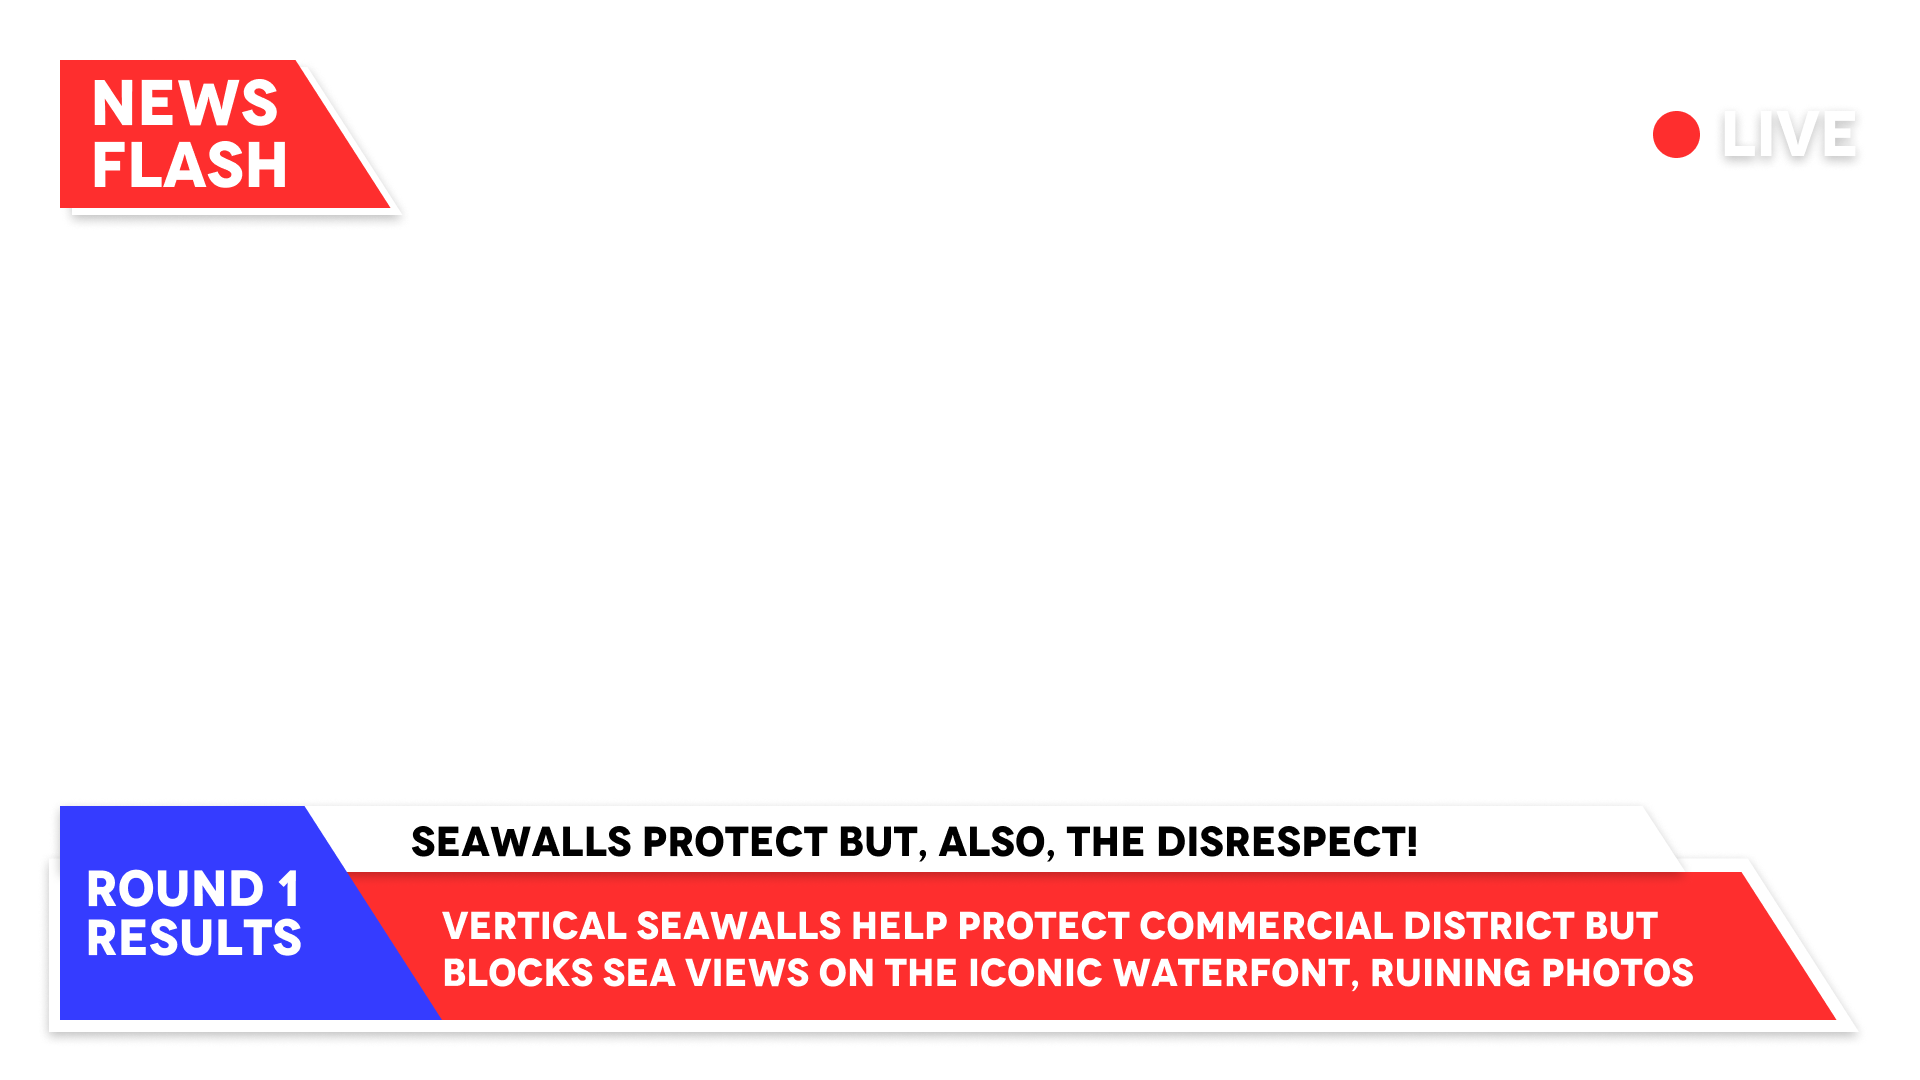 NEWS
FLASH
LIVE
SEAWALLS PROTECT BUT, ALSO, THE DISRESPECT!
ROUND 1
RESULTS
VERTICAL SEAWALLS HELP PROTECT COMMERCIAL DISTRICT BUT
BLOCKS SEA VIEWS ON THE ICONIC WATERFONT, RUINING PHOTOS